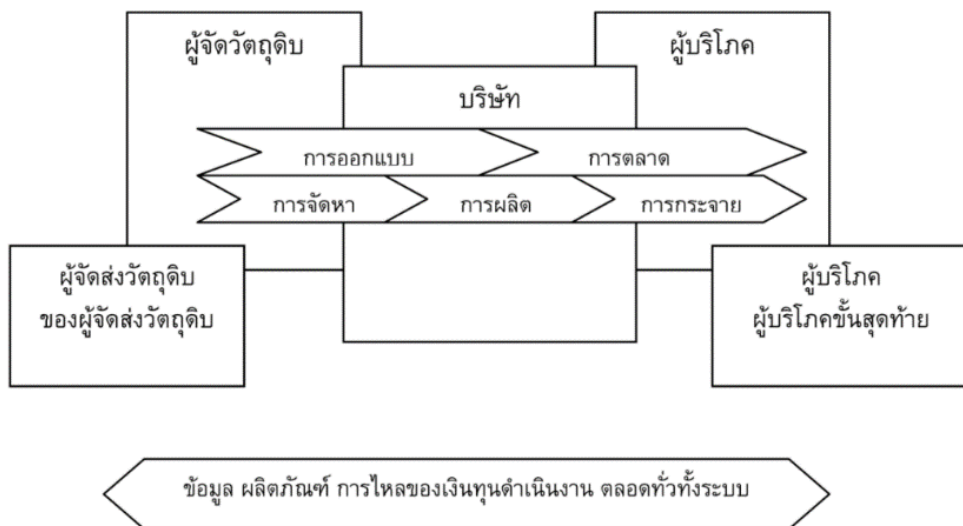 ผู้จัดวัตถุดิบ
ผู้บริโภค
บริษัท
การออกแบบ
การตลาด
การจัดหา
การผลิต
การกระจาย
ผู้จัดส่งวัตถุดิบ
ของผู้จัดส่งวัตถุดิบ
ผู้บริโภค
ผู้บริโภคขั้นสุดท้าย
ข้อมูล ผลิตภัณฑ์ การไหลของเงินทุนดำเนินงาน ตลอดทั่วทั้งระบบ